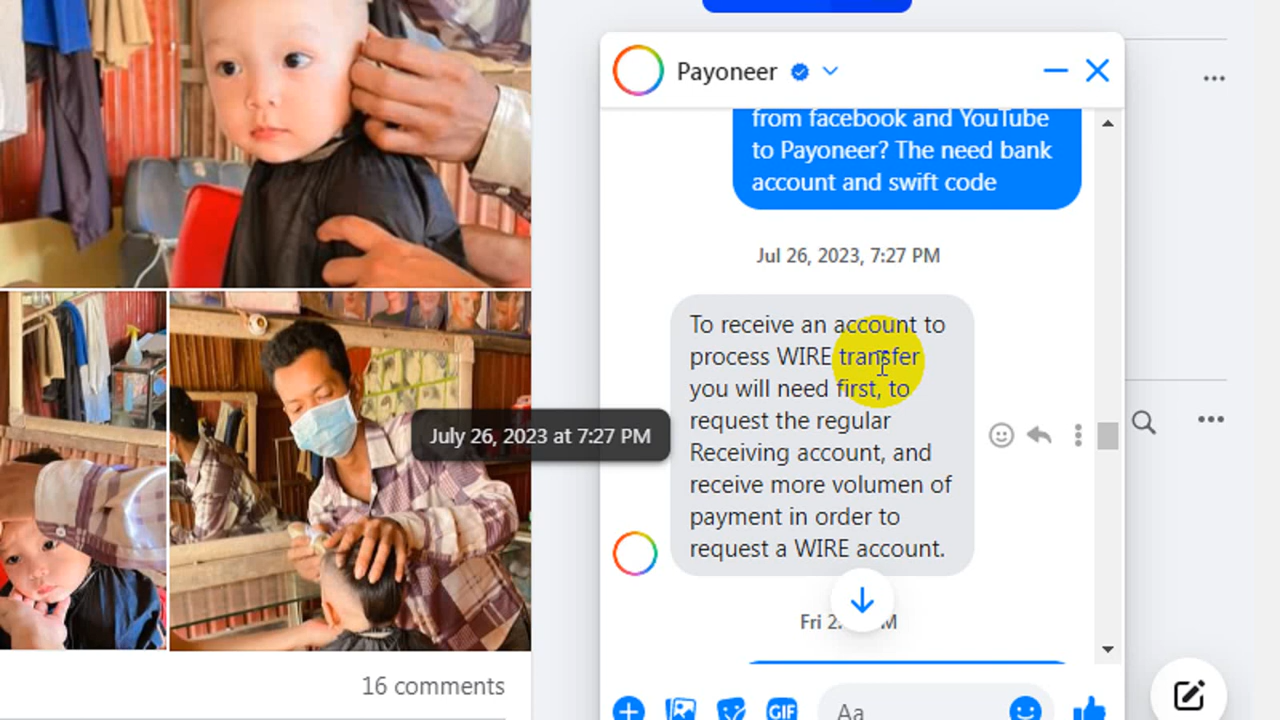 Payoneer
from facebook and YouTube
to Payoneer? The need bank
account and swift code
Jul 26, 2023, 7:27 PM
To receive an account to
process WIRE transfer
you will need first, to
request the regular
Receiving account, and
receive more volumen of
payment in order to
request a WIRE account.
July 26, 2023 at 7:27 PM
Fri
16 comments
GIF
Aa